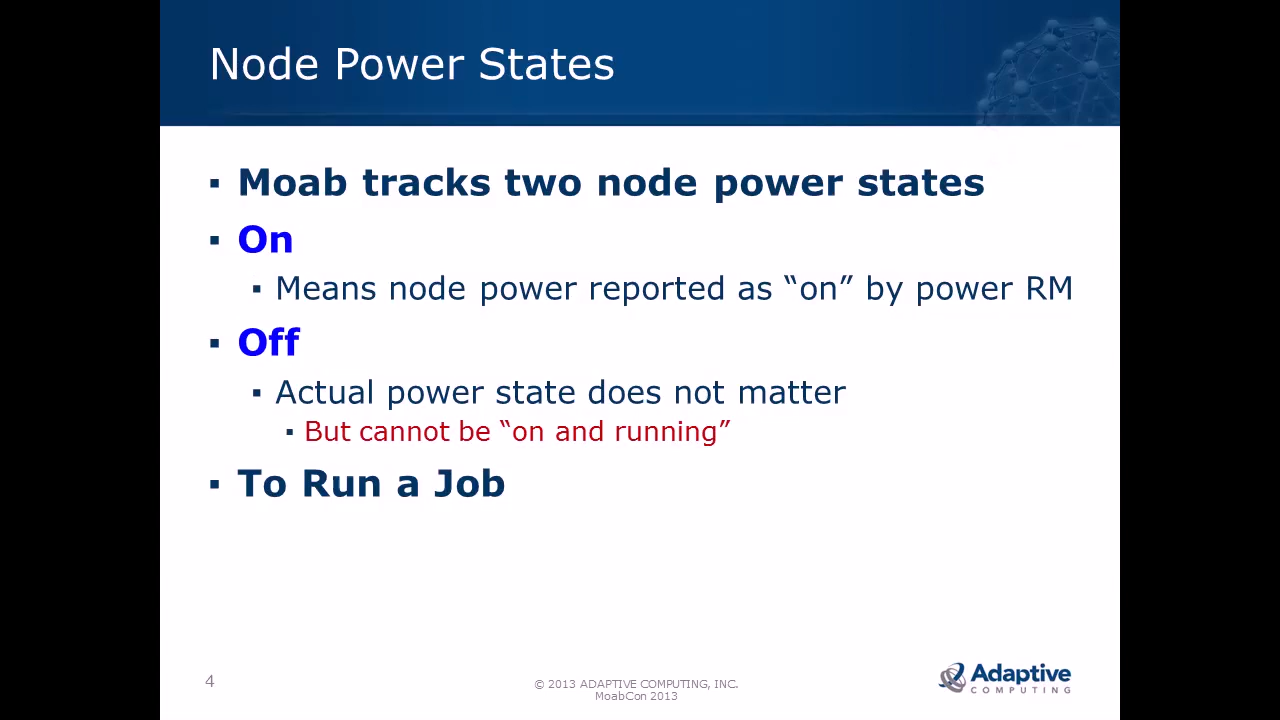 Node Power States
▪ Moab tracks two node power states
▪ On
▪ Means node power reported as “on” by power RM
▪ Off
▪ Actual power state does not matter
▪ But cannot be “on and running”
▪ To Run a Job
4
© 2013 ADAPTIVE COMPUTING, INC.
MoabCon 2013
Adaptive
COMPUTING